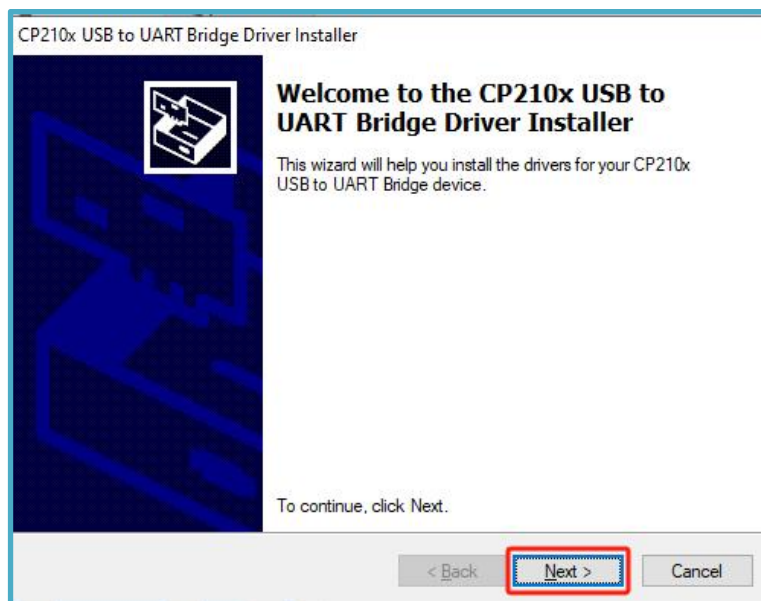 CP210x USB to UART Bridge Driver Installer
Welcome to the CP210x USB to
UART Bridge Driver Installer
This wizard will help you install the drivers for your CP210x
USB to UART Bridge device.
To continue, click Next.
< Back
Next >
Cancel